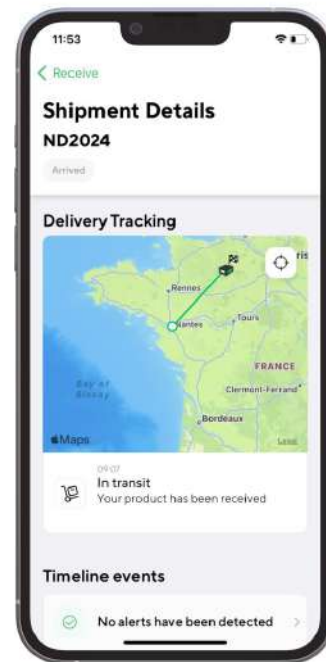 11:53
Receive
Shipment Details
ND2024
Arrived
Delivery Tracking
Rennes
Nantes
Tours
FRANCE
Bay of
Biscay
Clermont-Ferrand
Bordeaux
Maps
Legal
09:07
In transit
Your product has been received
Timeline events
No alerts have been detected